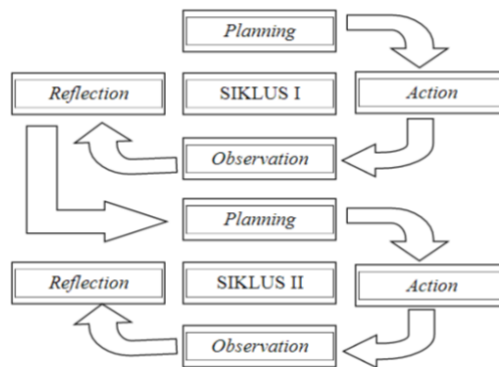 Planning
Reflection
SIKLUS I
Action
Observation
Planning
Reflection
SIKLUS II
Action
Observation